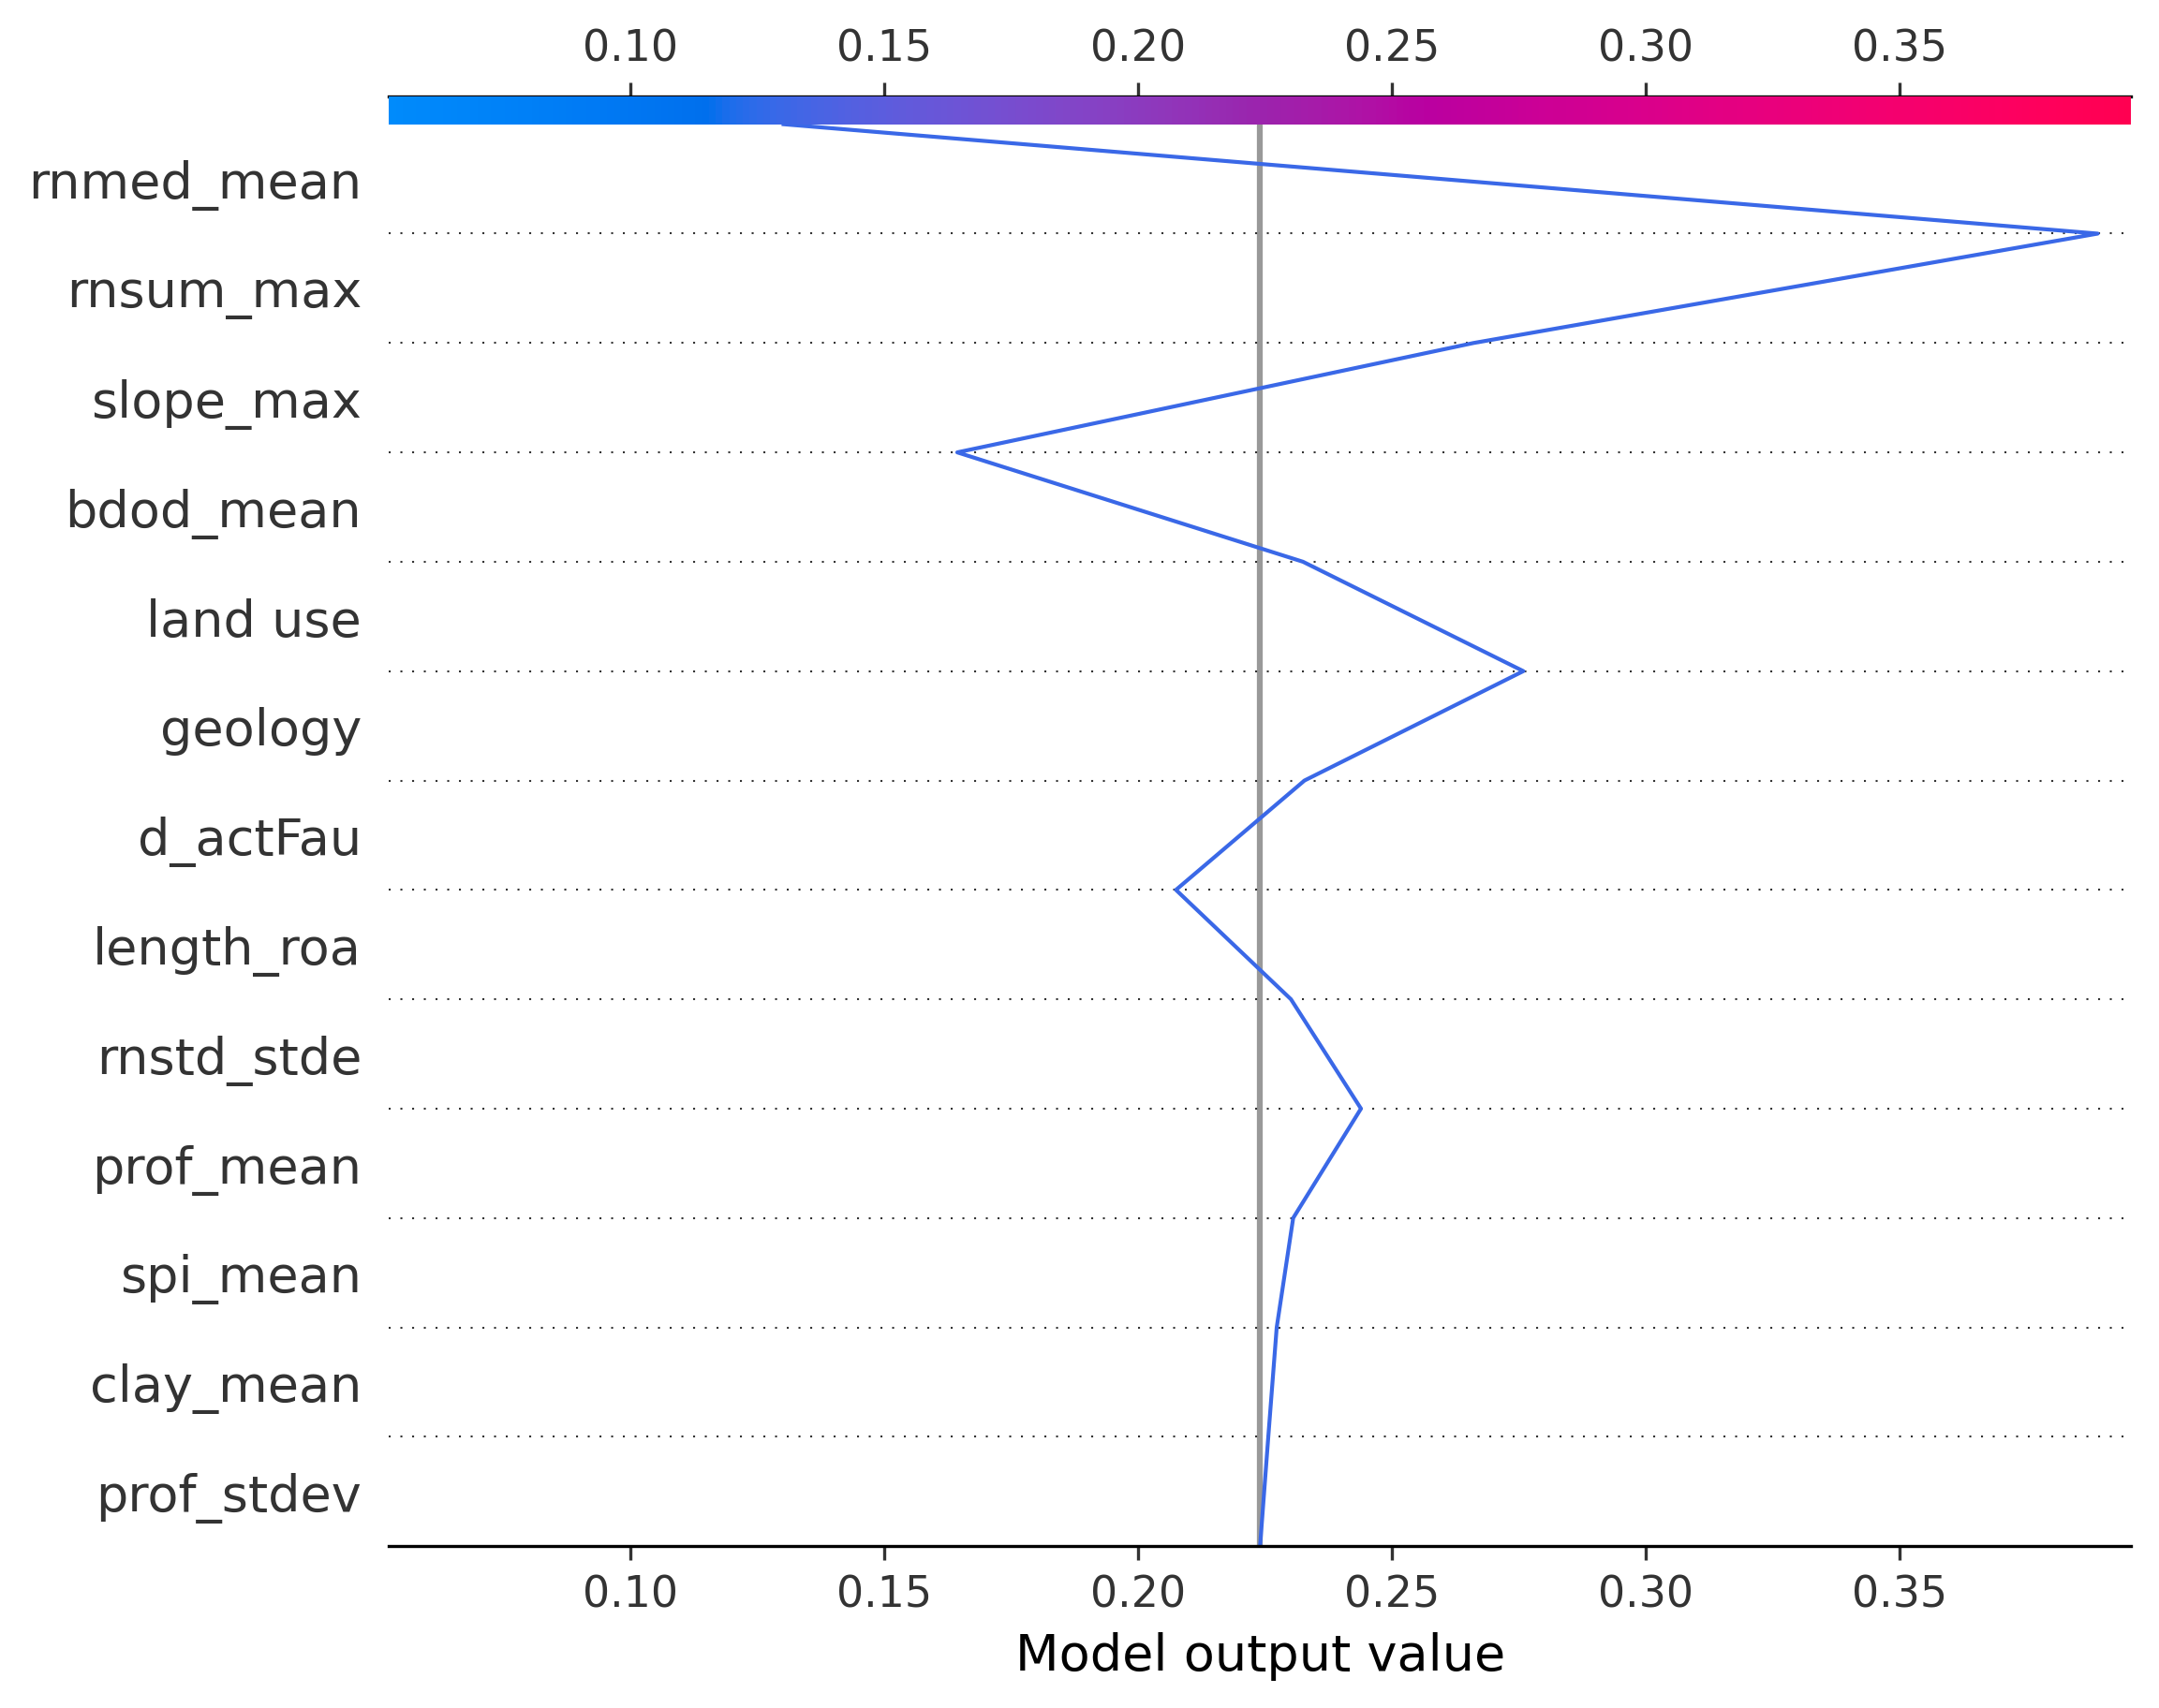 0.10 0.15 0.20 0.25 0.30 0.35
rnmed_mean
rnsum_max
slope_max
bdod_mean
land use
geology
d_actFau
length_roa
rnstd_stde
prof_mean
spi_mean
clay_mean
prof_stdev
0.10 0.15 0.20 0.25 0.30 0.35
Model output value